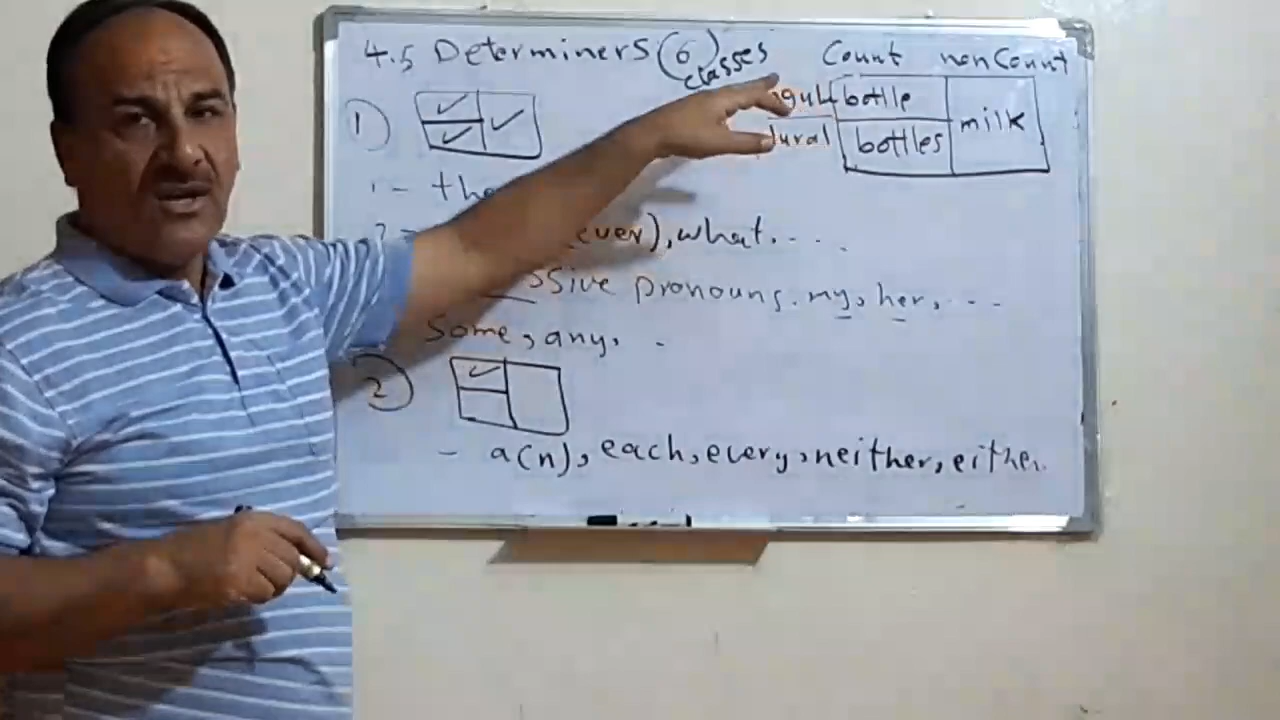 4.5 Determiners (6) classes
Count nonCount
1) bottle
bottles milk
1- the
(ever), what....
ssive pronouns. my, her, ...
Some, any, .
2
- a(n), each, every, neither, either.